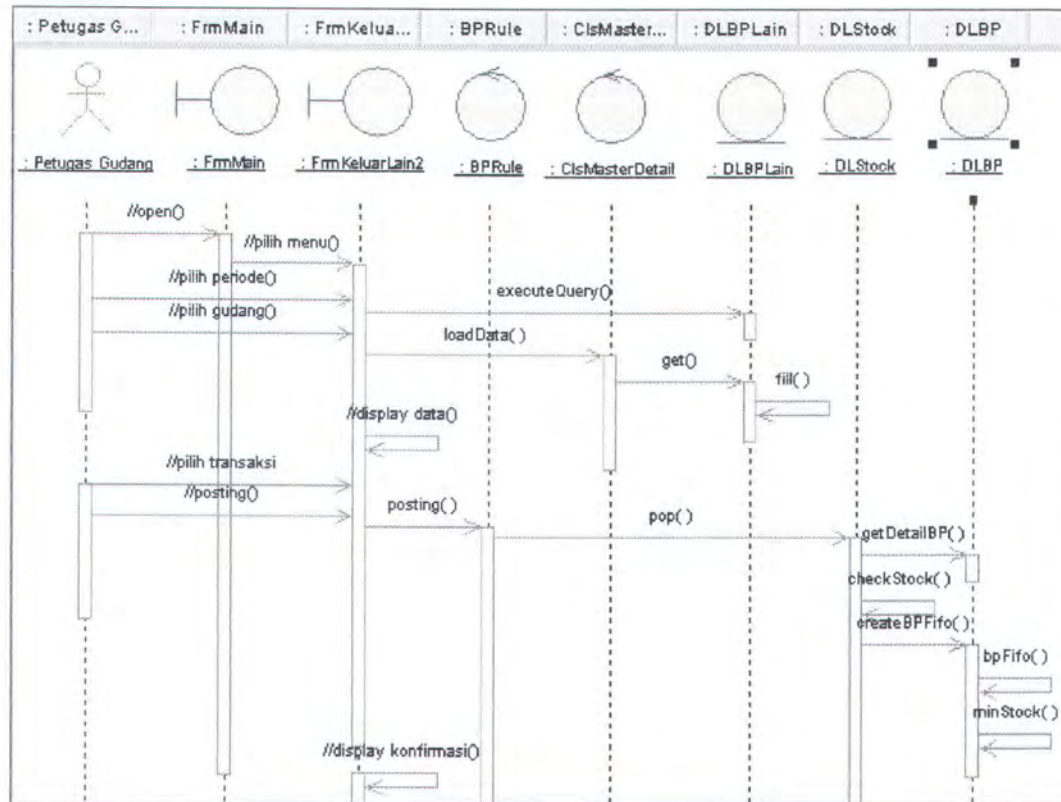 : Petugas G...
: FrmMain
: FrmKelua...
: BPRule
: ClsMaster...
: DLBPLain
: DLStock
: DLBP
: Petugas Gudang
: FrmMain
: FrmKeluarLain2
: BPRule
: ClsMasterDetail
: DLBPLain
: DLStock
: DLBP
//open()
//pilih menu()
//pilih periode()
executeQuery()
//pilih gudang()
loadData( )
get()
fill( )
//display data()
//pilih transaksi
//posting()
posting( )
pop( )
getDetailBP( )
checkStock( )
createBPFifo( )
bpFifo( )
minStock( )
//display konfirmasi()